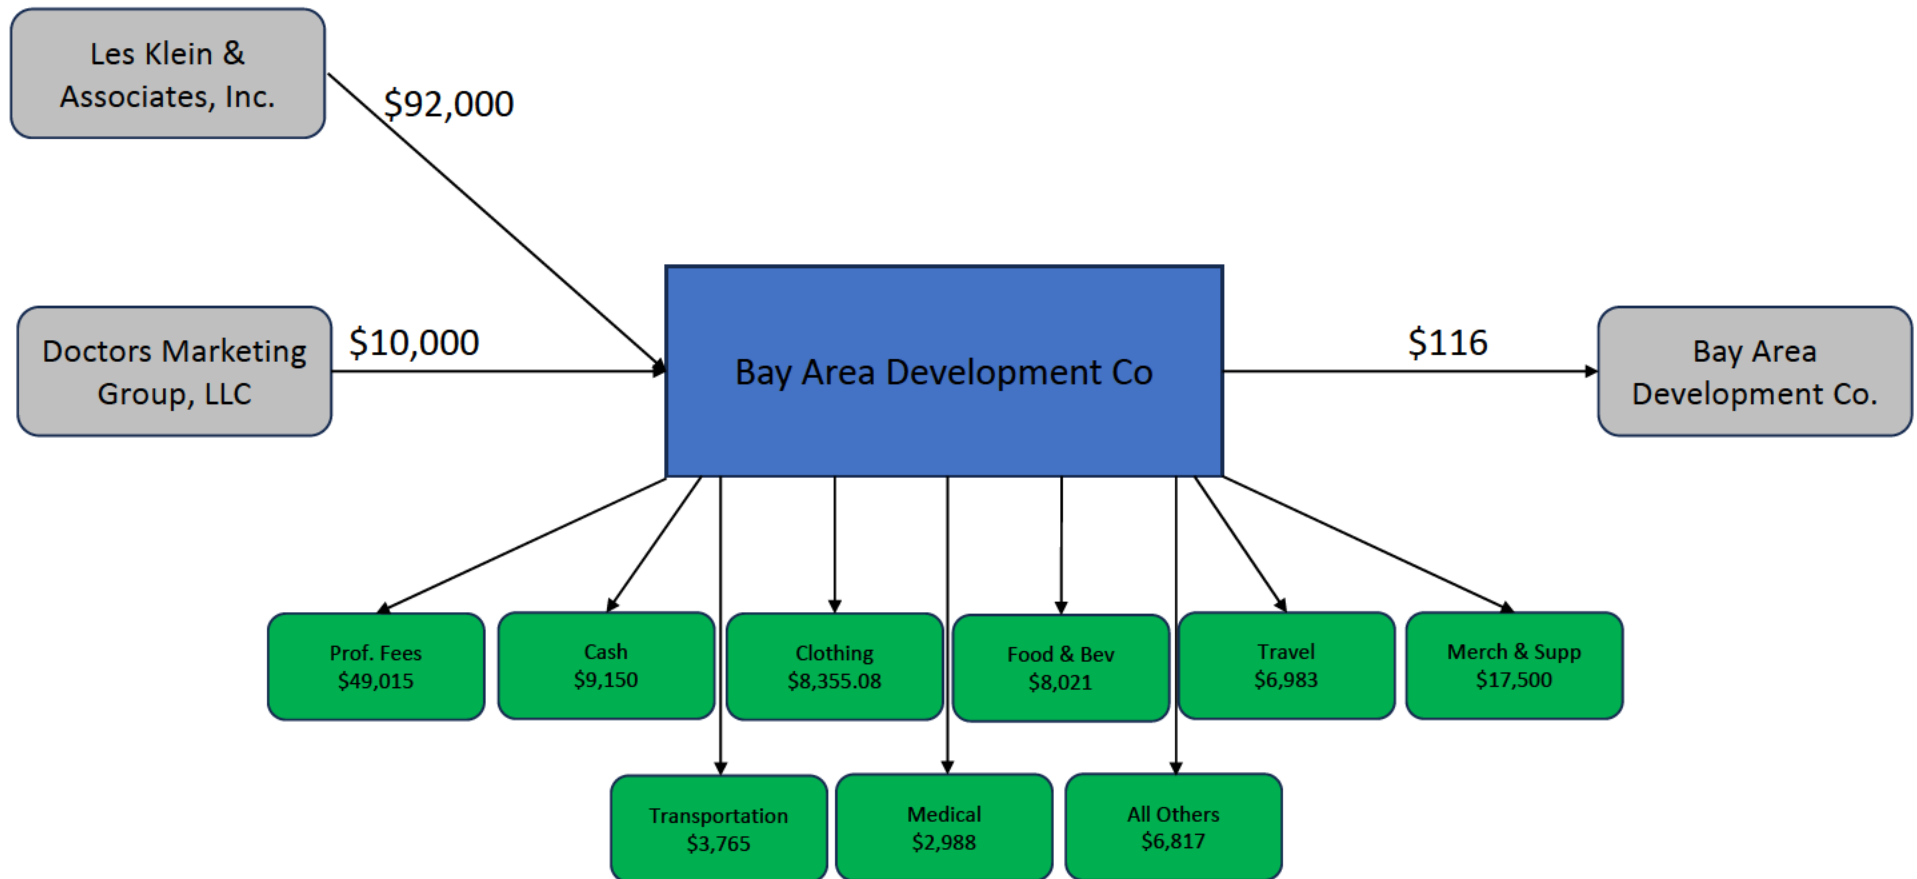 Les Klein &
Associates, Inc.
$92,000
Doctors Marketing
Group, LLC
$10,000
Bay Area Development Co
$116
Bay Area
Development Co.
Prof. Fees
$49,015
Cash
$9,150
Clothing
$8,355.08
Food & Bev
$8,021
Travel
$6,983
Merch & Supp
$17,500
Transportation
$3,765
Medical
$2,988
All Others
$6,817